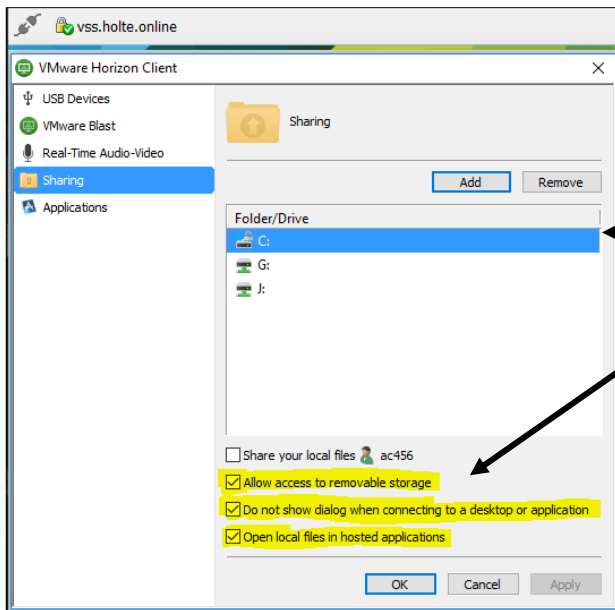 vss.holte.online
VMware Horizon Client
USB Devices
VMware Blast
Real-Time Audio-Video
Sharing
Applications
Sharing
Add
Remove
Folder/Drive
C:
G:
J:
Share your local files ac456
Allow access to removable storage
Do not show dialog when connecting to a desktop or application
Open local files in hosted applications
OK
Cancel
Apply